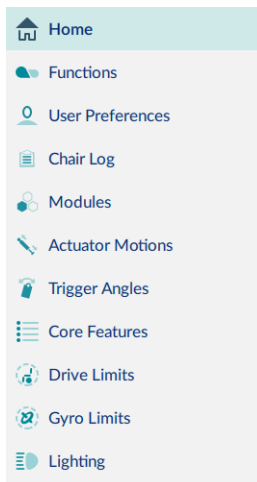 Home
Functions
User Preferences
Chair Log
Modules
Actuator Motions
Trigger Angles
Core Features
Drive Limits
Gyro Limits
Lighting